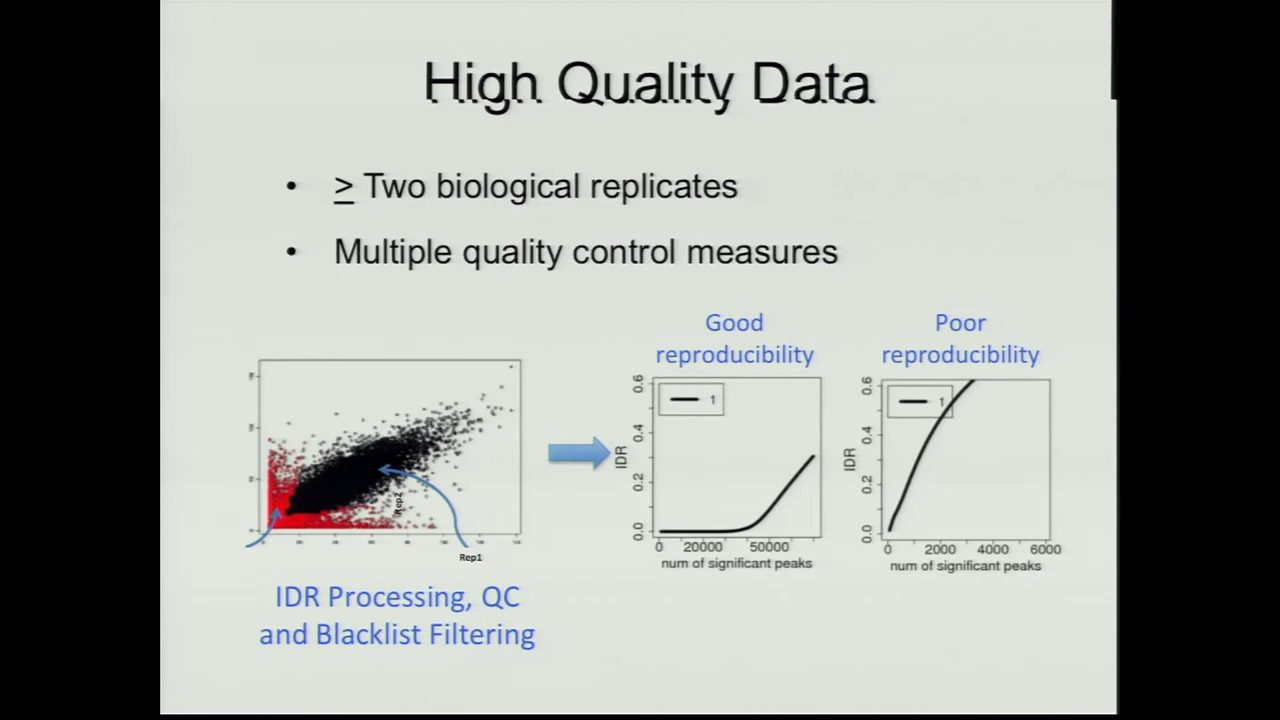 High Quality Data
• ≥ Two biological replicates
• Multiple quality control measures
Good
reproducibility
Poor
reproducibility
Rep2
Rep1
IDR Processing, QC
and Blacklist Filtering
IDR
0.0
0.2
0.4
0.6
1
0
20000
50000
num of significant peaks
IDR
0.0
0.2
0.4
0.6
1
0
2000
4000
6000
num of significant peaks